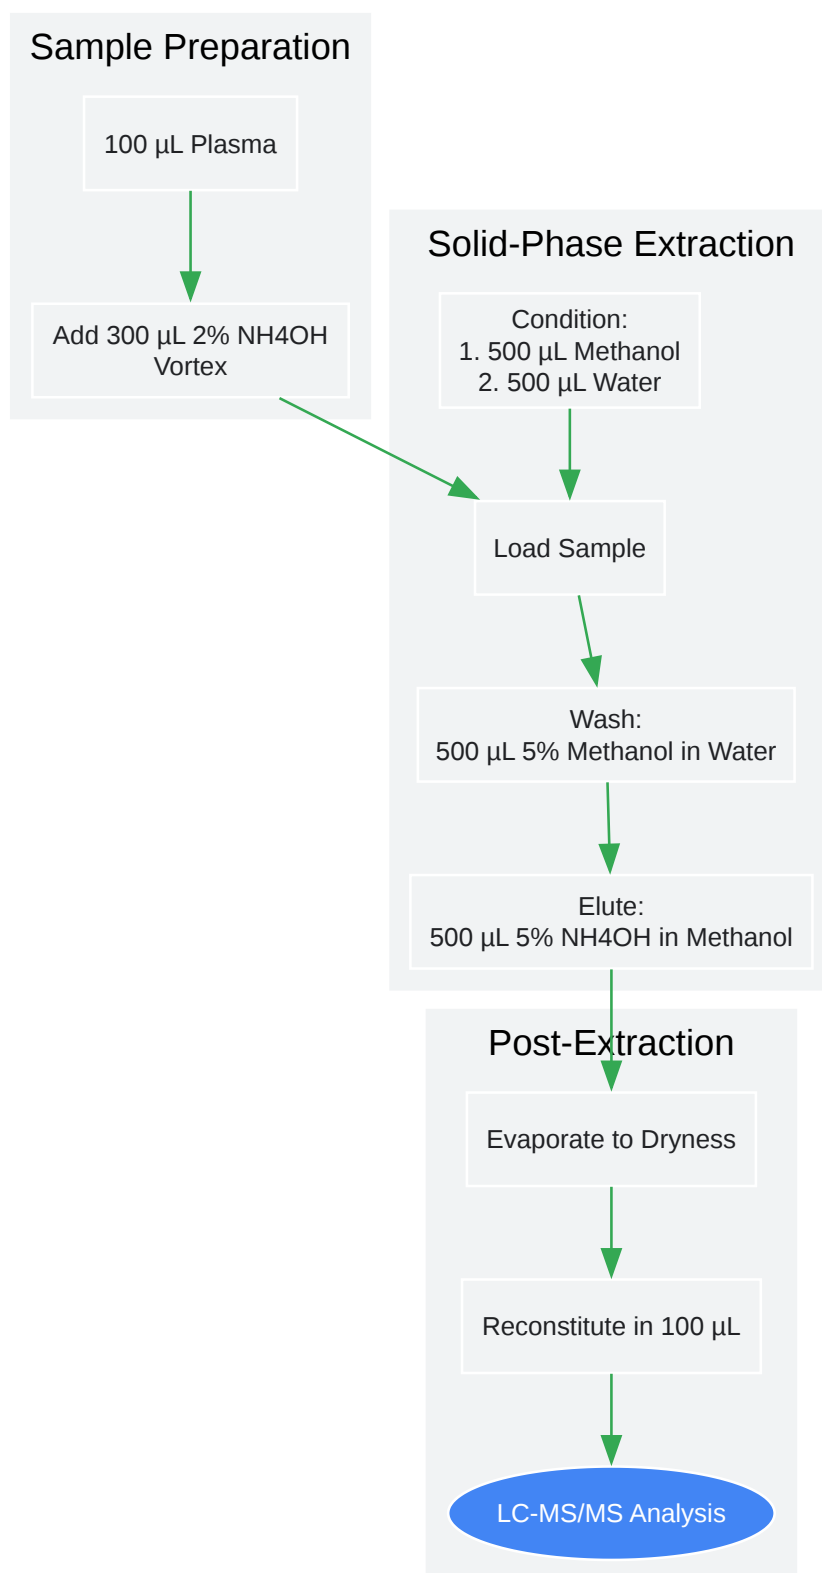 Sample Preparation
100 µL Plasma
Add 300 µL 2% NH4OH
Vortex
Solid-Phase Extraction
Condition:
1. 500 µL Methanol
2. 500 µL Water
Load Sample
Wash:
500 µL 5% Methanol in Water
Elute:
500 µL 5% NH4OH in Methanol
Post-Extraction
Evaporate to Dryness
Reconstitute in 100 µL
LC-MS/MS Analysis